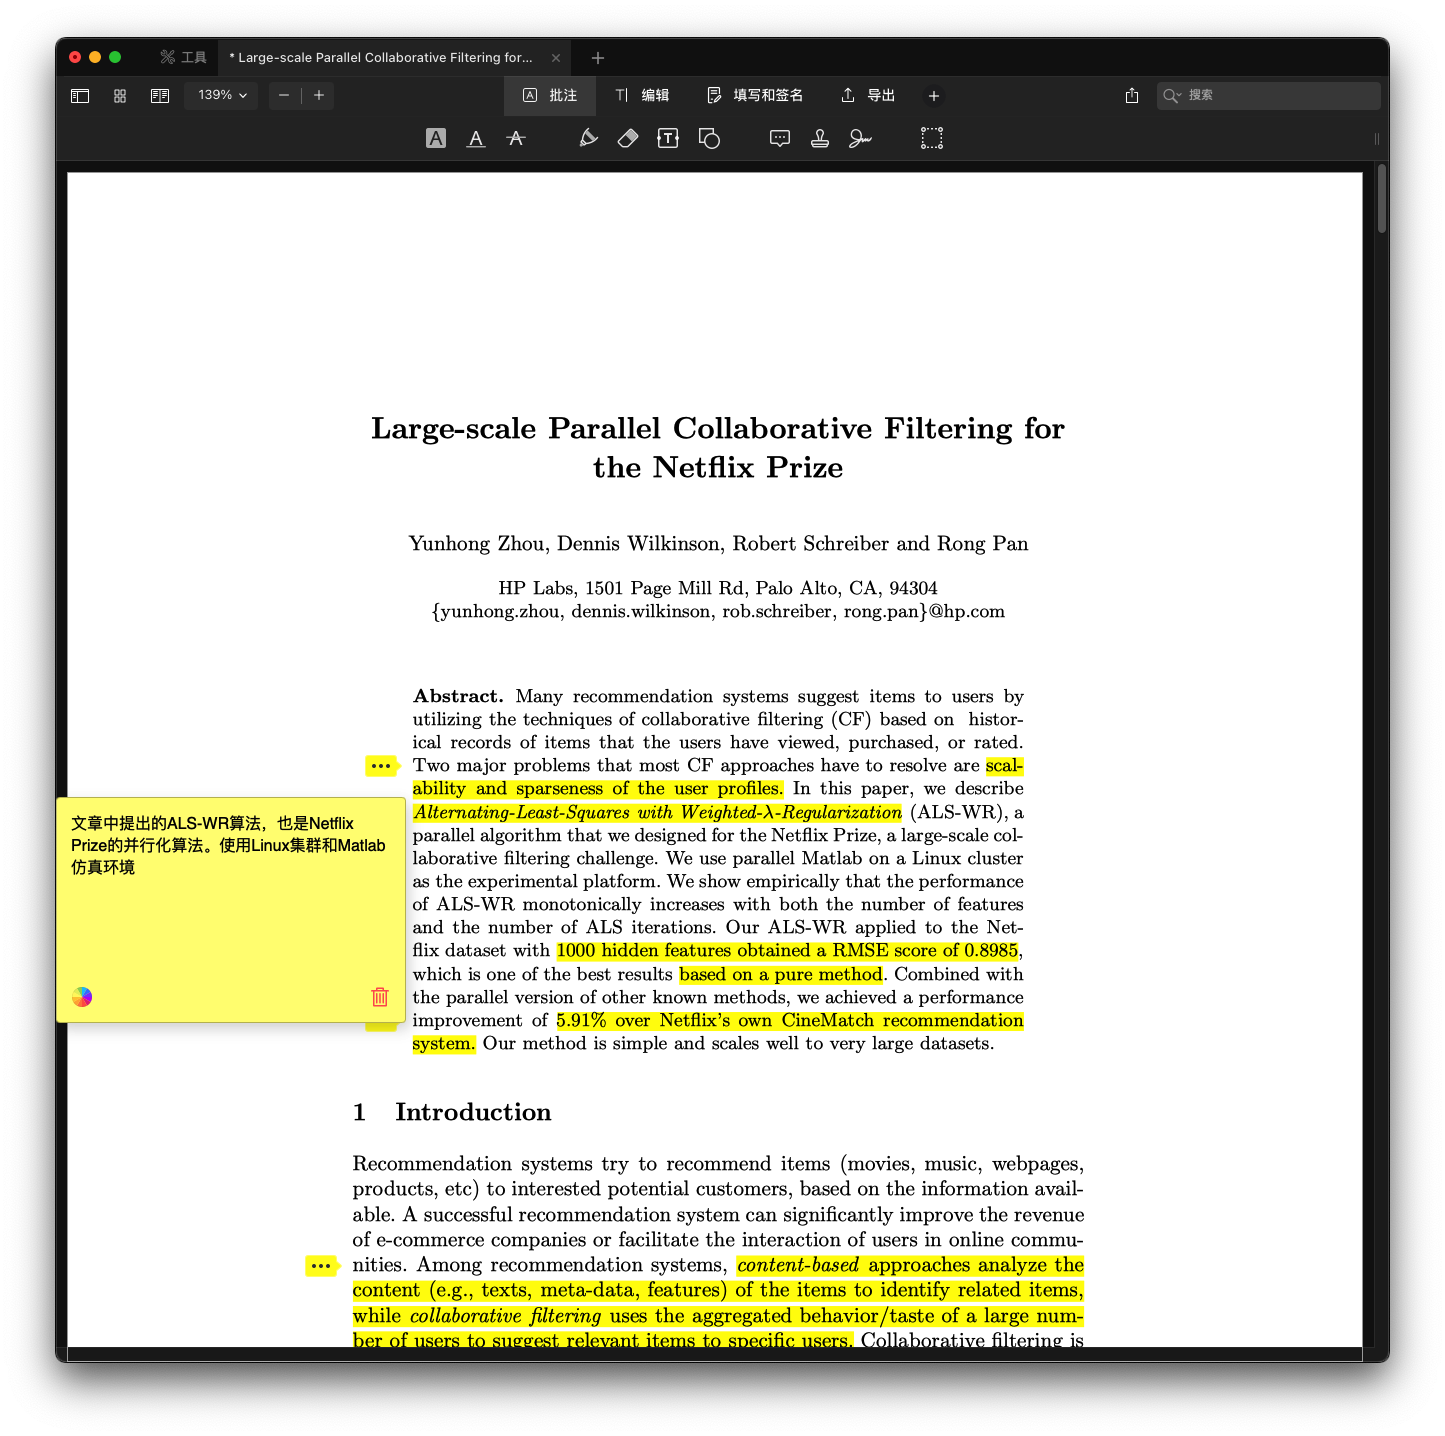 工具
* Large-scale Parallel Collaborative Filtering for...
139%
批注
编辑
填写和签名
导出
搜索
Large-scale Parallel Collaborative Filtering for
the Netflix Prize
Yunhong Zhou, Dennis Wilkinson, Robert Schreiber and Rong Pan
HP Labs, 1501 Page Mill Rd, Palo Alto, CA, 94304
{yunhong.zhou, dennis.wilkinson, rob.schreiber, rong.pan}@hp.com
Abstract. Many recommendation systems suggest items to users by
utilizing the techniques of collaborative filtering (CF) based on histor-
ical records of items that the users have viewed, purchased, or rated.
Two major problems that most CF approaches have to resolve are scal-
ability and sparseness of the user profiles. In this paper, we describe
Alternating-Least-Squares with Weighted-λ-Regularization (ALS-WR), a
parallel algorithm that we designed for the Netflix Prize, a large-scale col-
laborative filtering challenge. We use parallel Matlab on a Linux cluster
as the experimental platform. We show empirically that the performance
of ALS-WR monotonically increases with both the number of features
and the number of ALS iterations. Our ALS-WR applied to the Net-
flix dataset with 1000 hidden features obtained a RMSE score of 0.8985,
which is one of the best results based on a pure method. Combined with
the parallel version of other known methods, we achieved a performance
improvement of 5.91% over Netflix's own CineMatch recommendation
system. Our method is simple and scales well to very large datasets.
文章中提出的ALS-WR算法，也是Netflix
Prize的并行化算法。使用Linux集群和Matlab
仿真环境
1 Introduction
Recommendation systems try to recommend items (movies, music, webpages,
products, etc) to interested potential customers, based on the information avail-
able. A successful recommendation system can significantly improve the revenue
of e-commerce companies or facilitate the interaction of users in online commu-
nities. Among recommendation systems, content-based approaches analyze the
content (e.g., texts, meta-data, features) of the items to identify related items,
while collaborative filtering uses the aggregated behavior/taste of a large num-
ber of users to suggest relevant items to specific users. Collaborative filtering is